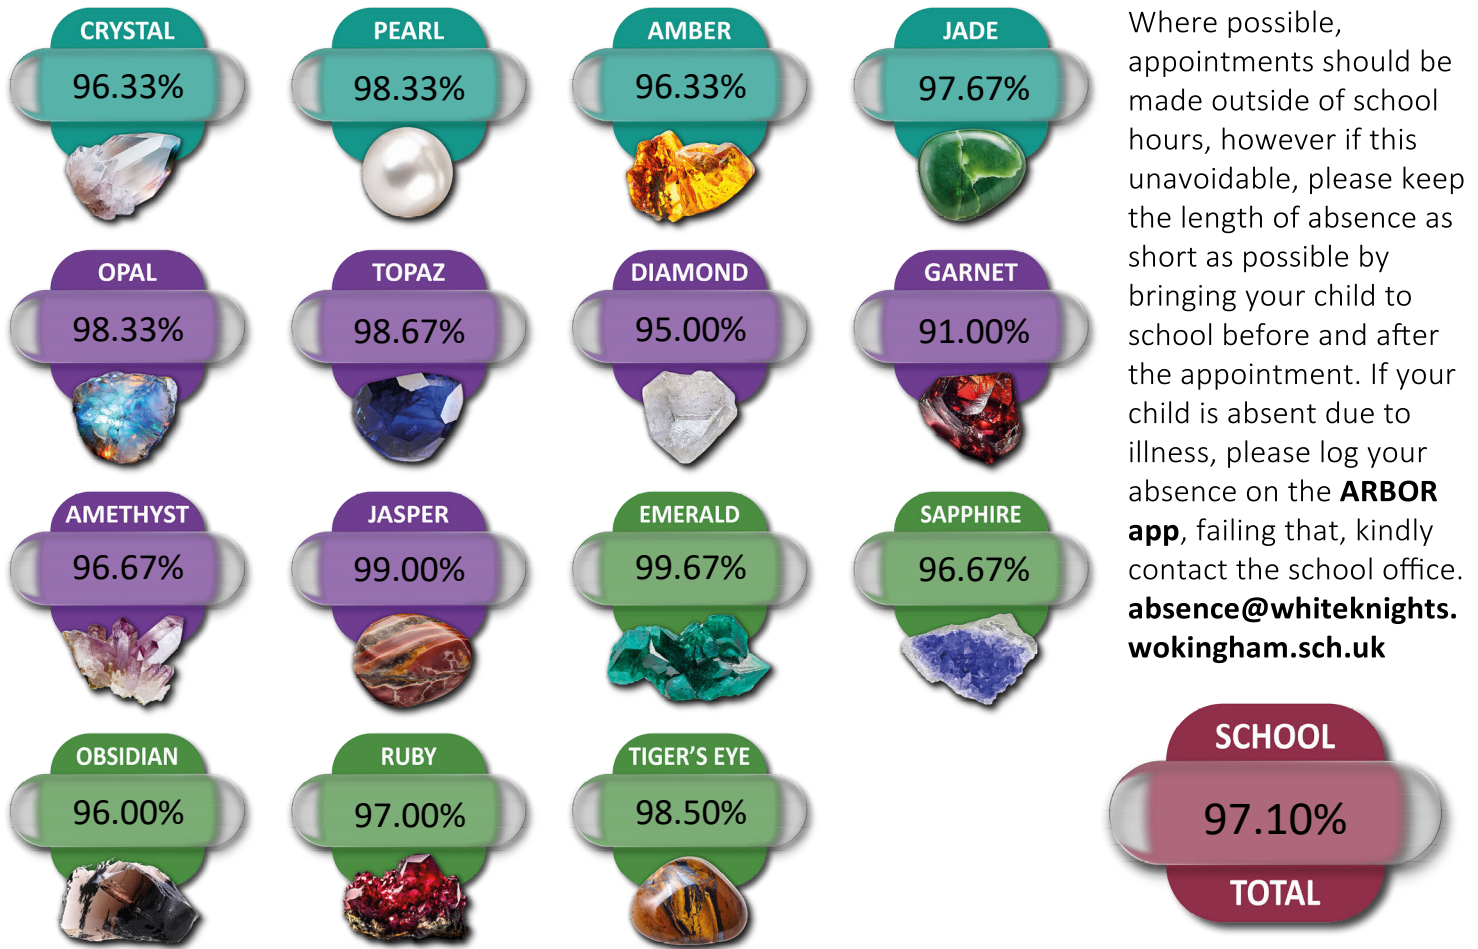 CRYSTAL
96.33%
PEARL
98.33%
AMBER
96.33%
JADE
97.67%
OPAL
98.33%
TOPAZ
98.67%
DIAMOND
95.00%
GARNET
91.00%
AMETHYST
96.67%
JASPER
99.00%
EMERALD
99.67%
SAPPHIRE
96.67%
OBSIDIAN
96.00%
RUBY
97.00%
TIGER'S EYE
98.50%
Where possible,
appointments should be
made outside of school
hours, however if this
unavoidable, please keep
the length of absence as
short as possible by
bringing your child to
school before and after
the appointment. If your
child is absent due to
illness, please log your
absence on the ARBOR
app, failing that, kindly
contact the school office.
absence@whiteknights.
wokingham.sch.uk
SCHOOL
97.10%
TOTAL